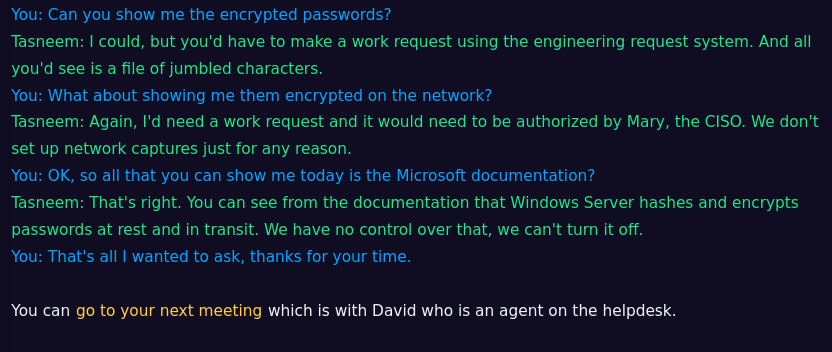 You: Can you show me the encrypted passwords?
Tasneem: I could, but you'd have to make a work request using the engineering request system. And all
you'd see is a file of jumbled characters.
You: What about showing me them encrypted on the network?
Tasneem: Again, I'd need a work request and it would need to be authorized by Mary, the CISO. We don't
set up network captures just for any reason.
You: OK, so all that you can show me today is the Microsoft documentation?
Tasneem: That's right. You can see from the documentation that Windows Server hashes and encrypts
passwords at rest and in transit. We have no control over that, we can't turn it off.
You: That's all I wanted to ask, thanks for your time.
You can go to your next meeting which is with David who is an agent on the helpdesk.